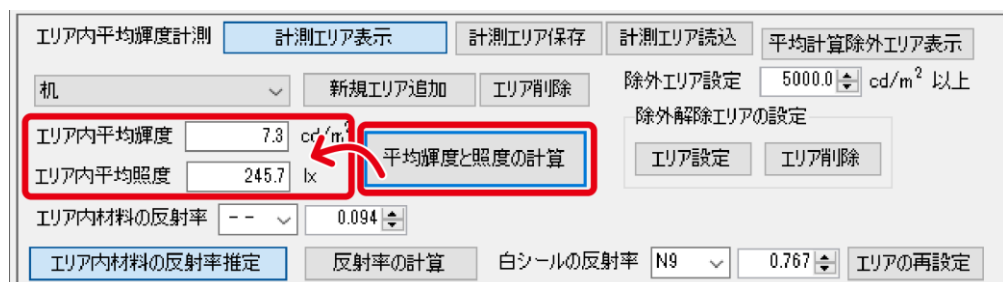 エリア内平均輝度計測 計測エリア表示 計測エリア保存 計測エリア読込 平均計算除外エリア表示
机 新規エリア追加 エリア削除 除外エリア設定 5000.0 cd/m² 以上
除外解除エリアの設定
エリア内平均輝度 7.3 cd/m²
平均輝度と照度の計算 エリア設定 エリア削除
エリア内平均照度 245.7 lx
エリア内材料の反射率 -- 0.094
エリア内材料の反射率推定 反射率の計算 白シールの反射率 N9 0.767 エリアの再設定